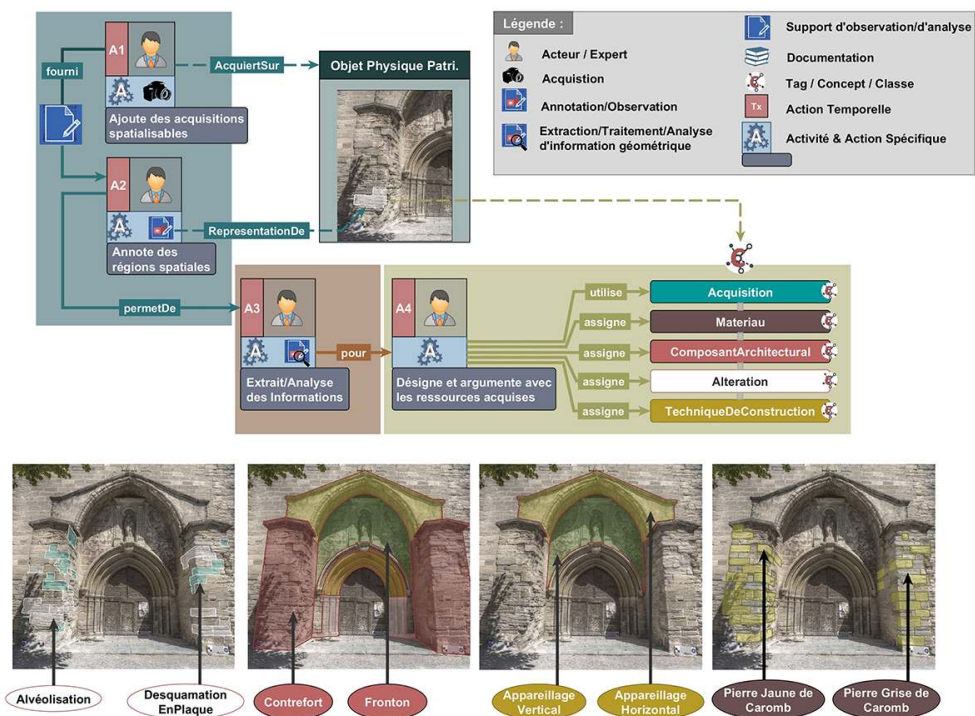 A1
fourni
AcquiertSur
Objet Physique Patri.
A
Ajoute des acquisitions
spatialisables
A2
A
RepresentationDe
Annote des
régions spatiales
permetDe
Légende :
Acteur / Expert
Acquistion
Annotation/Observation
Extraction/Traitement/Analyse
d'information géométrique
Support d'observation/d'analyse
Documentation
Tag / Concept / Classe
Tx
Action Temporelle
A
Activité & Action Spécifique
A3
A
Extrait/Analyse
des Informations
pour
A4
A
Désigne et argumente avec
les ressources acquises
utilise
Acquisition
assigne
Materiau
assigne
ComposantArchitectural
assigne
Alteration
assigne
TechniqueDeConstruction
Alvéolisation
Desquamation
EnPlaque
Contrefort
Fronton
Appareillage
Vertical
Appareillage
Horizontal
Pierre Jaune de
Caromb
Pierre Grise de
Caromb